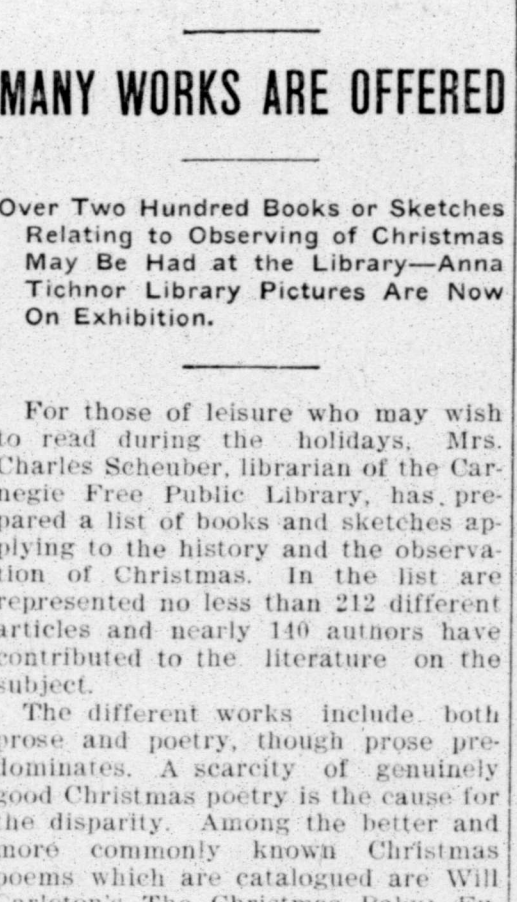 MANY WORKS ARE OFFERED
Over Two Hundred Books or Sketches
Relating to Observing of Christmas
May Be Had at the Library—Anna
Tichnor Library Pictures Are Now
On Exhibition.
For those of leisure who may wish
to read during the holidays, Mrs.
Charles Scheuber, librarian of the Car-
negie Free Public Library, has. pre-
pared a list of books and sketches ap-
plying to the history and the observa-
tion of Christmas. In the list are
represented no less than 212 different
articles and nearly 140 autnors have
contributed to the literature on the
subject.
The different works include both
prose and poetry, though prose pre-
dominates. A scarcity of genuinely
good Christmas poetry is the cause for
the disparity. Among the better and
more commonly known Christmas
poems which are catalogued are Will